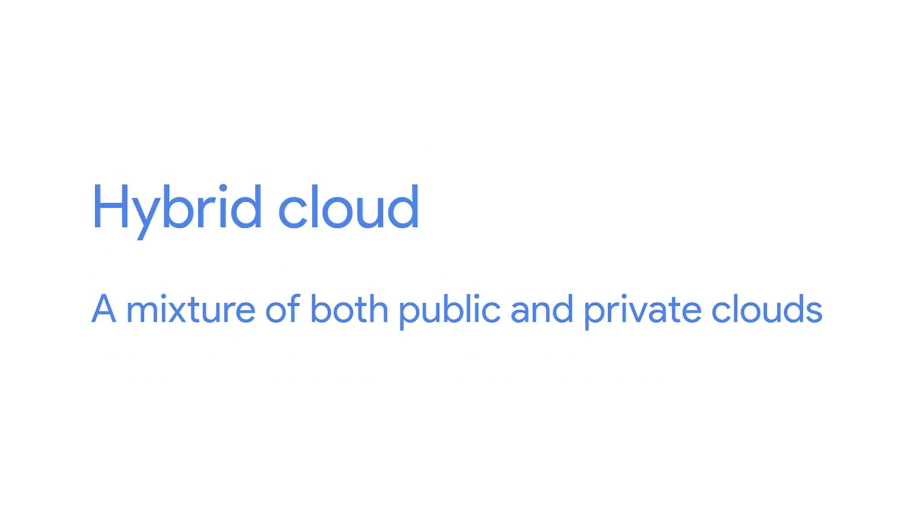 Hybrid cloud
A mixture of both public and private clouds